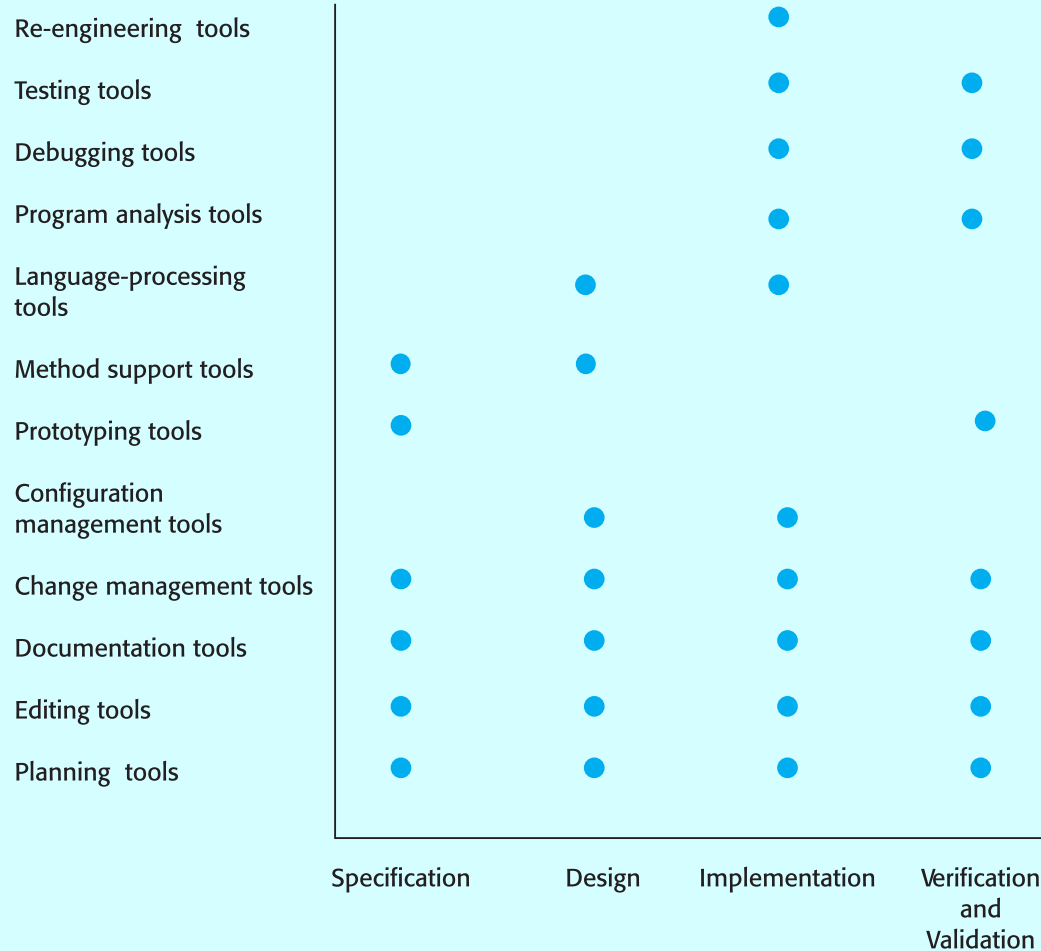 Re-engineering tools
Testing tools
Debugging tools
Program analysis tools
Language-processing
tools
Method support tools
Prototyping tools
Configuration
management tools
Change management tools
Documentation tools
Editing tools
Planning tools
Specification
Design
Implementation
Verification
and
Validation